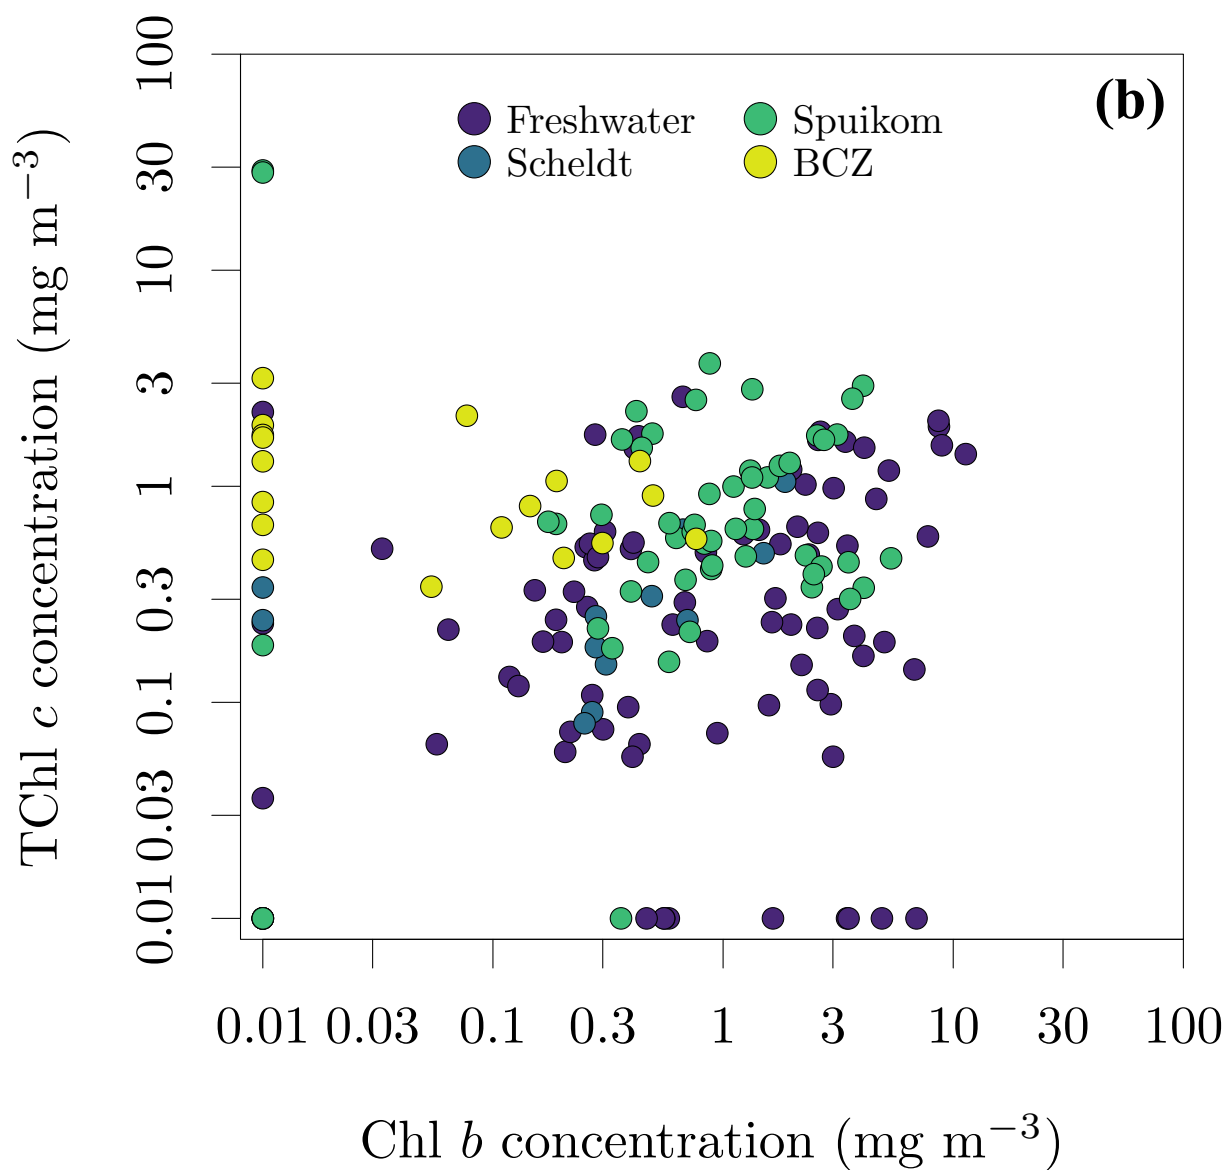 (b)
Freshwater
Spuikom
Scheldt
BCZ
TChl c concentration (mg m⁻³)
100
30
10
3
1
0.3
0.1
0.03
0.01
0.01 0.03 0.1 0.3 1 3 10 30 100
Chl b concentration (mg m⁻³)